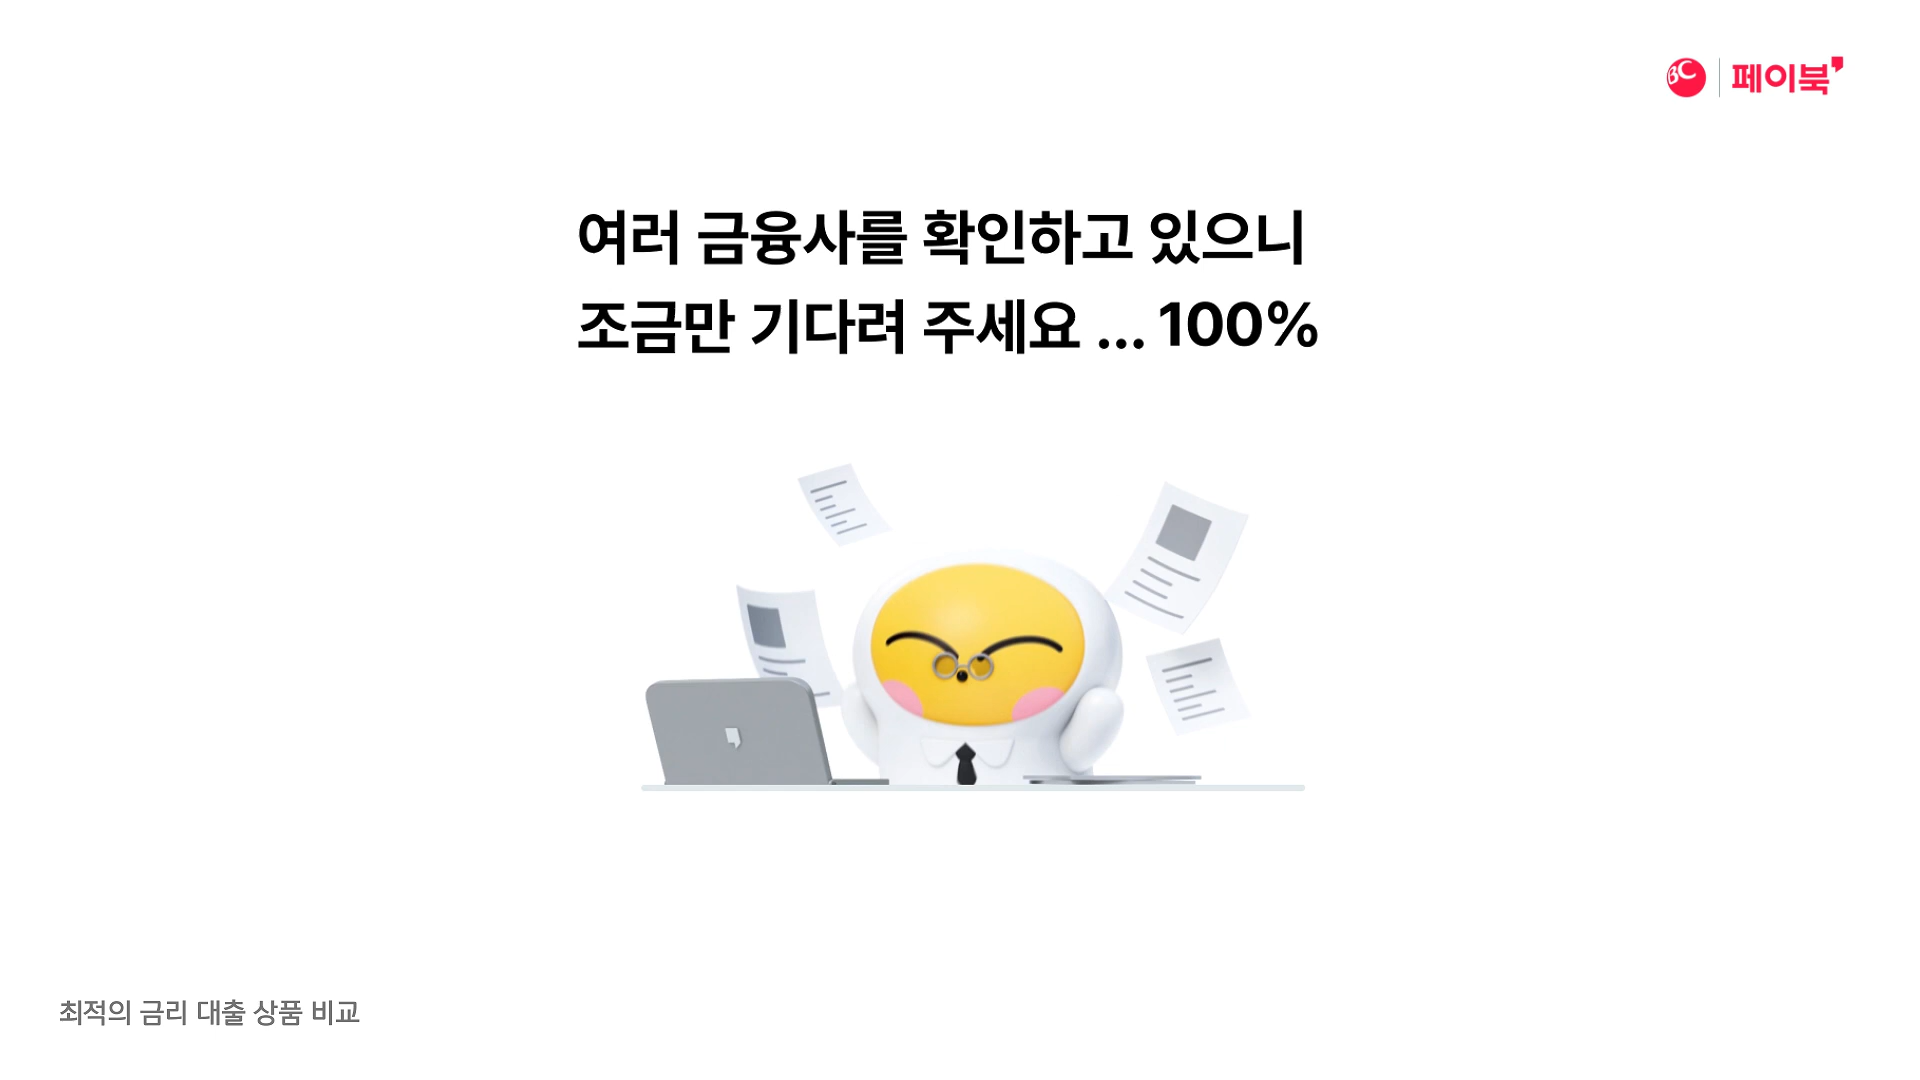 BC 페이북
여러 금융사를 확인하고 있으니
조금만 기다려 주세요 ... 100%
최적의 금리 대출 상품 비교